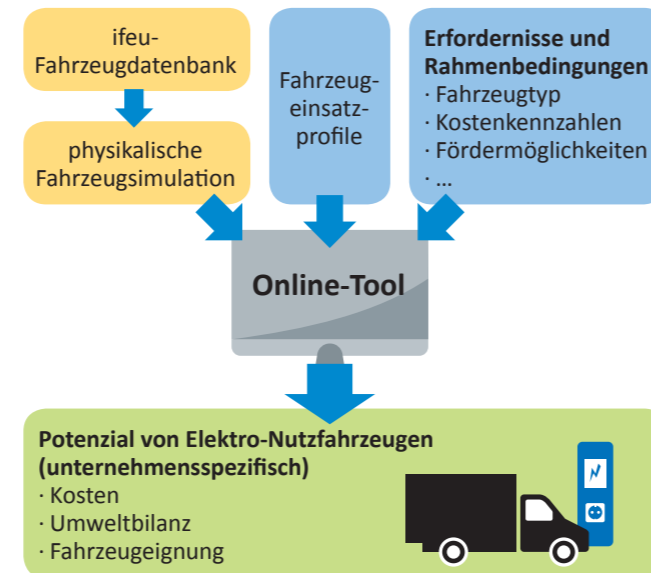 ifeu-
Fahrzeugdatenbank
physikalische
Fahrzeugsimulation
Fahrzeug-
einsatz-
profile
Erfordernisse und
Rahmenbedingungen
· Fahrzeugtyp
· Kostenkennzahlen
· Fördermöglichkeiten
· ...
Online-Tool
Potenzial von Elektro-Nutzfahrzeugen
(unternehmensspezifisch)
· Kosten
· Umweltbilanz
· Fahrzeugeignung